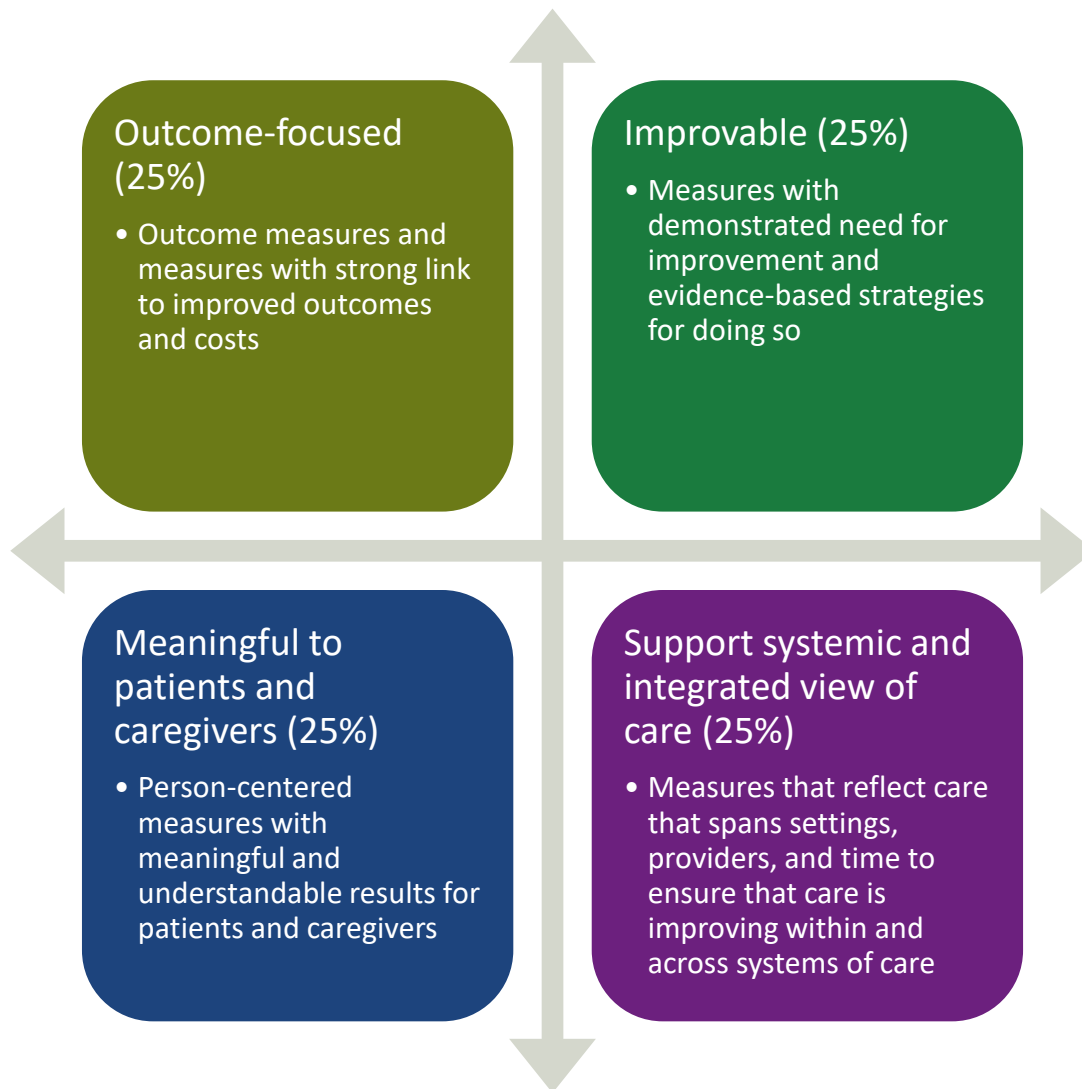 Outcome-focused
(25%)
• Outcome measures and
measures with strong link
to improved outcomes
and costs
Improvable (25%)
• Measures with
demonstrated need for
improvement and
evidence-based strategies
for doing so
Meaningful to
patients and
caregivers (25%)
• Person-centered
measures with
meaningful and
understandable results for
patients and caregivers
Support systemic and
integrated view of
care (25%)
• Measures that reflect care
that spans settings,
providers, and time to
ensure that care is
improving within and
across systems of care